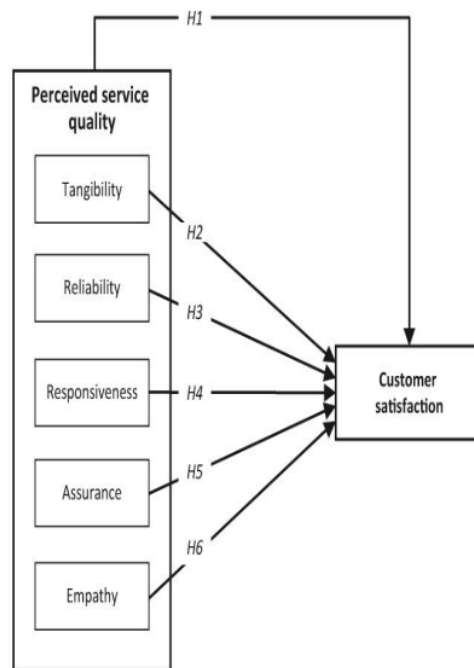 H1
Perceived service
quality
Tangibility
H2
Reliability
H3
Responsiveness
H4
Customer
satisfaction
Assurance
H5
Empathy
H6